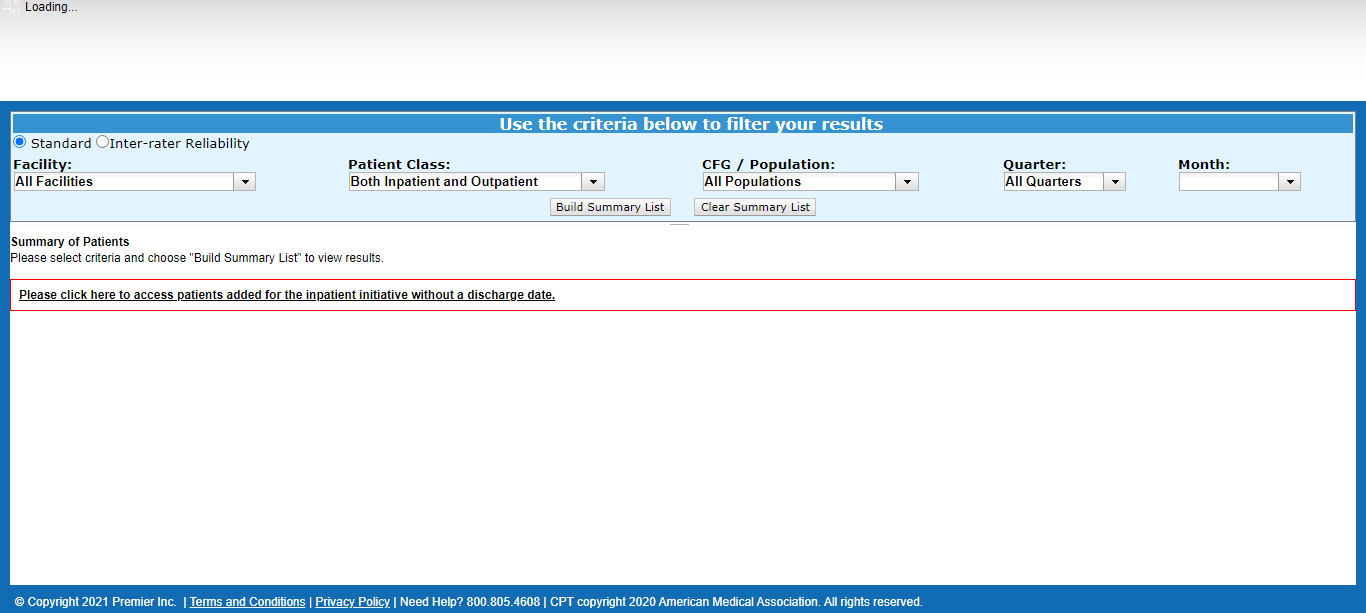 Loading...
Use the criteria below to filter your results
Standard Inter-rater Reliability
Facility: Patient Class: CFG / Population: Quarter: Month:
All Facilities Both Inpatient and Outpatient All Populations All Quarters
Build Summary List Clear Summary List
Summary of Patients
Please select criteria and choose "Build Summary List" to view results.
Please click here to access patients added for the inpatient initiative without a discharge date.
© Copyright 2021 Premier Inc. | Terms and Conditions | Privacy Policy | Need Help? 800.805.4608 | CPT copyright 2020 American Medical Association. All rights reserved.